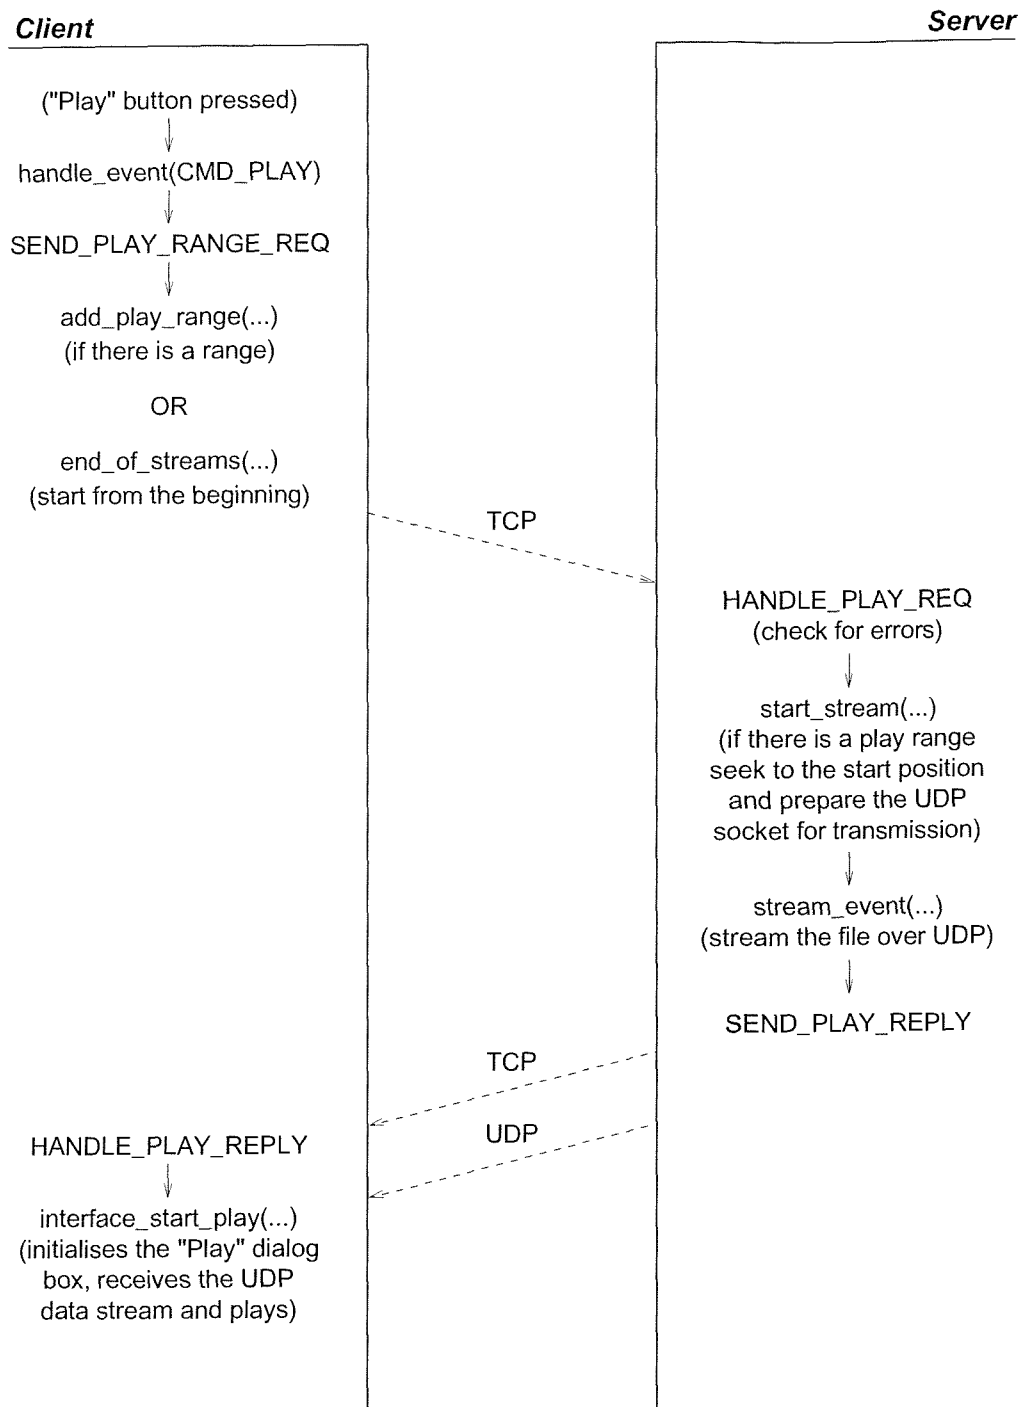 Client
Server
("Play" button pressed)
handle_event(CMD_PLAY)
SEND_PLAY_RANGE_REQ
add_play_range(...)
(if there is a range)
OR
end_of_streams(...)
(start from the beginning)
TCP
HANDLE_PLAY_REQ
(check for errors)
start_stream(...)
(if there is a play range
seek to the start position
and prepare the UDP
socket for transmission)
stream_event(...)
(stream the file over UDP)
SEND_PLAY_REPLY
TCP
UDP
HANDLE_PLAY_REPLY
interface_start_play(...)
(initialises the "Play" dialog
box, receives the UDP
data stream and plays)